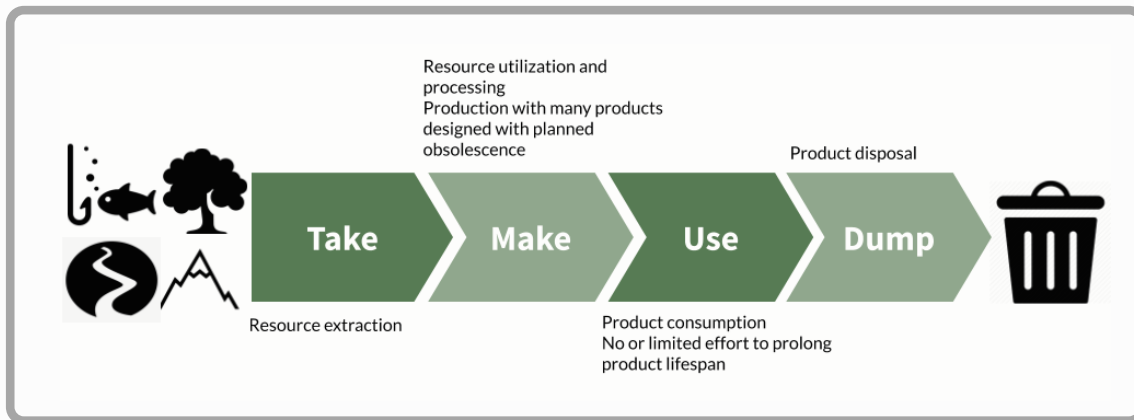 Resource utilization and
processing
Production with many products
designed with planned
obsolescence
Product disposal
Take
Make
Use
Dump
Resource extraction
Product consumption
No or limited effort to prolong
product lifespan